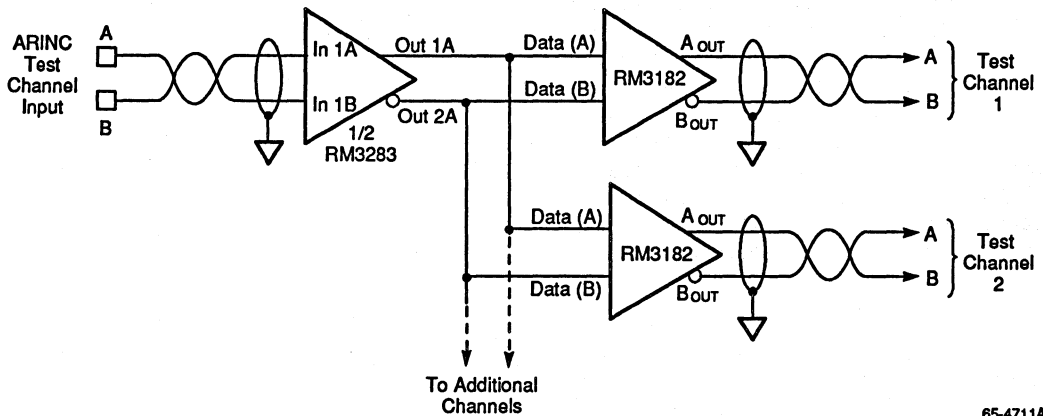 ARINC
Test
Channel
Input
A
B
In 1A
In 1B
1/2
RM3283
Out 1A
Out 2A
Data (A)
Data (B)
RM3182
A OUT
B OUT
A
B
Test
Channel
1
Data (A)
Data (B)
RM3182
A OUT
B OUT
A
B
Test
Channel
2
To Additional
Channels
65-4711A